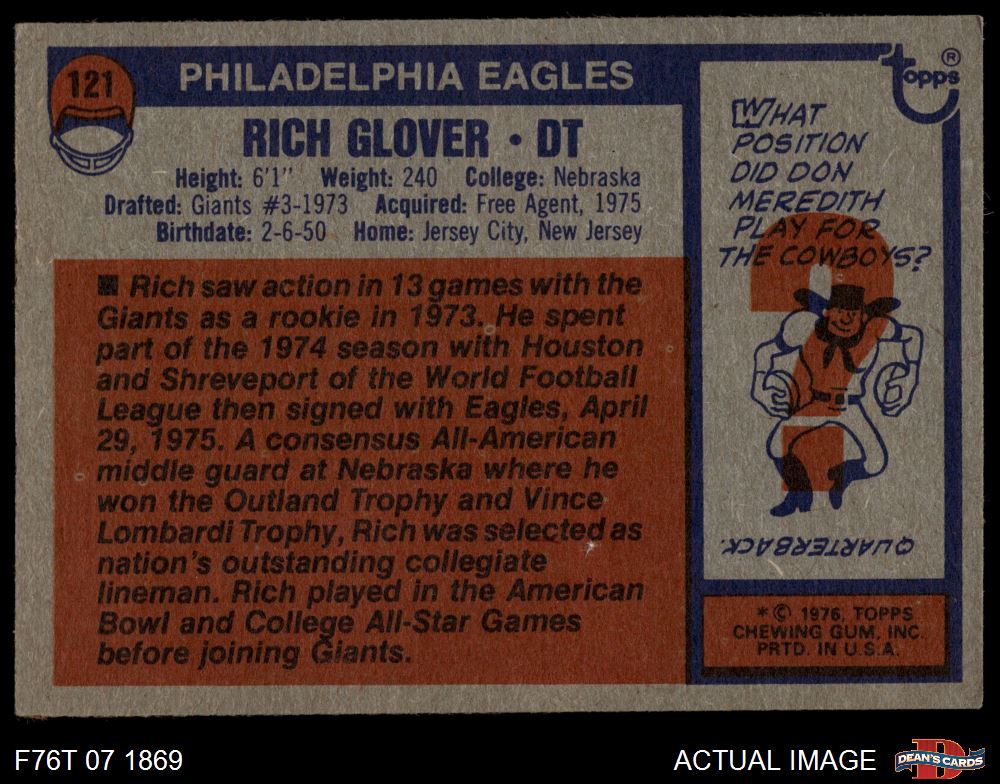 121
PHILADELPHIA EAGLES
RICH GLOVER • DT
Height: 6'1" Weight: 240 College: Nebraska
Drafted: Giants #3-1973 Acquired: Free Agent, 1975
Birthdate: 2-6-50 Home: Jersey City, New Jersey
■ Rich saw action in 13 games with the
Giants as a rookie in 1973. He spent
part of the 1974 season with Houston
and Shreveport of the World Football
League then signed with Eagles, April
29, 1975. A consensus All-American
middle guard at Nebraska where he
won the Outland Trophy and Vince
Lombardi Trophy, Rich was selected as
nation's outstanding collegiate
lineman. Rich played in the American
Bowl and College All-Star Games
before joining Giants.
topps®
WHAT
POSITION
DID DON
MEREDITH
PLAY FOR
THE COWBOYS?
?
QUARTERBACK.
*© 1976, TOPPS
CHEWING GUM, INC.
PRTD. IN U.S.A.
F76T 07 1869
ACTUAL IMAGE
D
DEAN'S CARDS